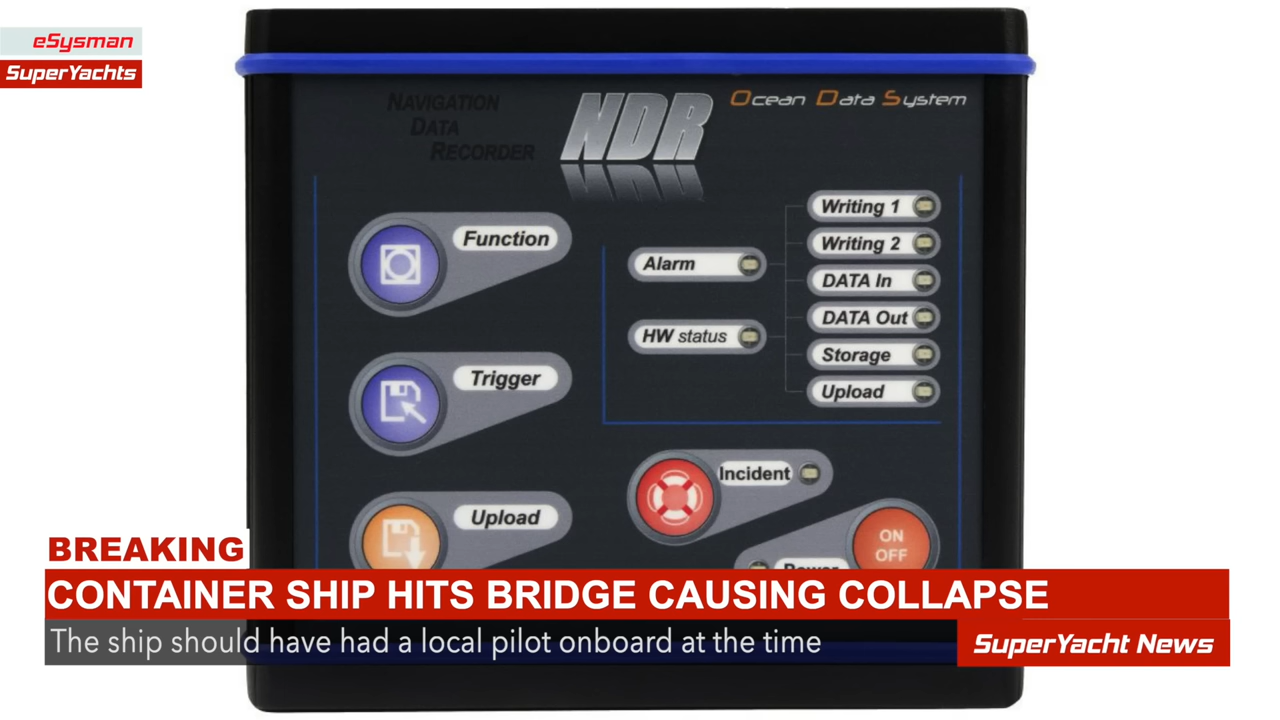 eSysman
SuperYachts
NAVIGATION
DATA
RECORDER
NDR
Ocean Data System
Function
Trigger
Upload
Alarm
HW status
Writing 1
Writing 2
DATA In
DATA Out
Storage
Upload
Incident
ON
OFF
Power
BREAKING
CONTAINER SHIP HITS BRIDGE CAUSING COLLAPSE
The ship should have had a local pilot onboard at the time
SuperYacht News